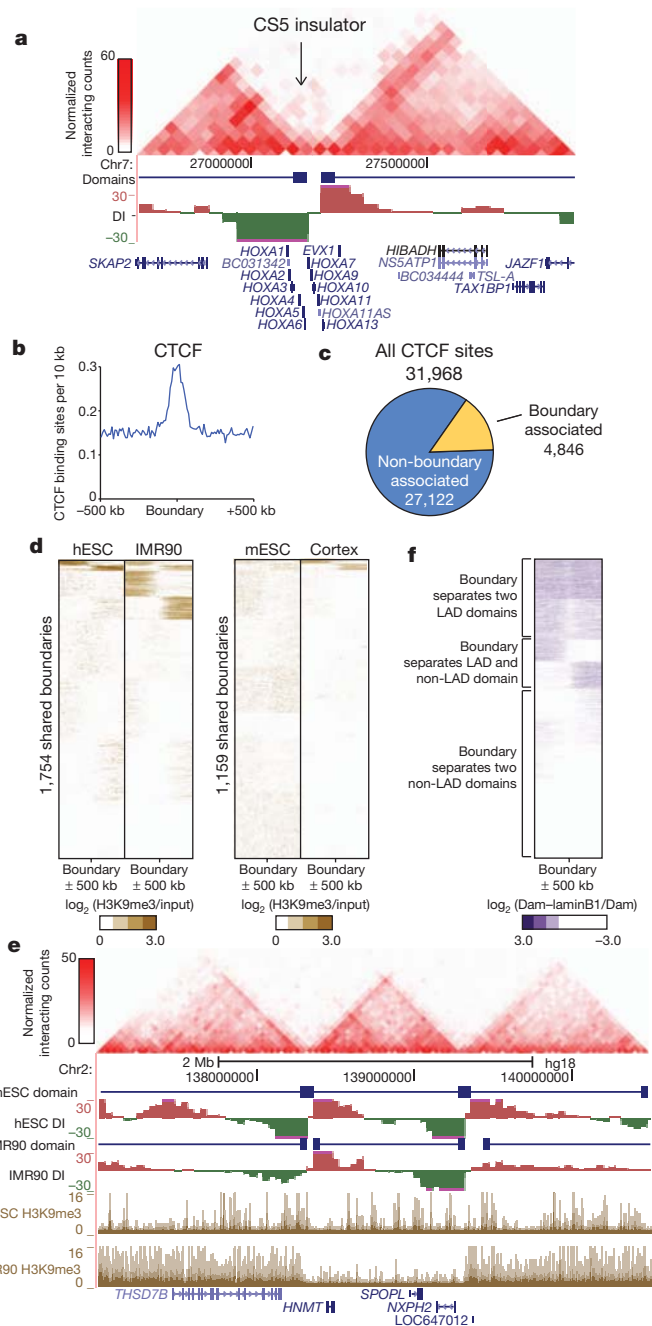 a
CS5 insulator
60
Normalized interacting counts
0
Chr7:
27000000
27500000
Domains
30
DI
−30
HOXA1 EVX1 HIBADH
SKAP2 BC031342 HOXA7 NS5ATP1 JAZF1
HOXA2 HOXA9 BC034444 TSL-A
HOXA3 HOXA10 TAX1BP1
HOXA4 HOXA11
HOXA5 HOXA11AS
HOXA6 HOXA13
b
CTCF
CTCF binding sites per 10 kb
0.3
0.2
0.1
0
−500 kb Boundary +500 kb
c
All CTCF sites
31,968
Boundary
associated
4,846
Non-boundary
associated
27,122
d
hESC IMR90
1,754 shared boundaries
Boundary Boundary
± 500 kb ± 500 kb
log2 (H3K9me3/input)
0 3.0
mESC Cortex
1,159 shared boundaries
Boundary Boundary
± 500 kb ± 500 kb
log2 (H3K9me3/input)
0 3.0
f
Boundary
separates two
LAD domains
Boundary
separates LAD and
non-LAD domain
Boundary
separates two
non-LAD domains
Boundary
± 500 kb
log2 (Dam–laminB1/Dam)
3.0 −3.0
e
50
Normalized interacting counts
0
2 Mb hg18
Chr2:
138000000 139000000 140000000
hESC domain
30
hESC DI
−30
MR90 domain
30
IMR90 DI
−30
16
SC H3K9me3
0
16
R90 H3K9me3
0
THSD7B SPOPL
HNMT NXPH2
LOC647012